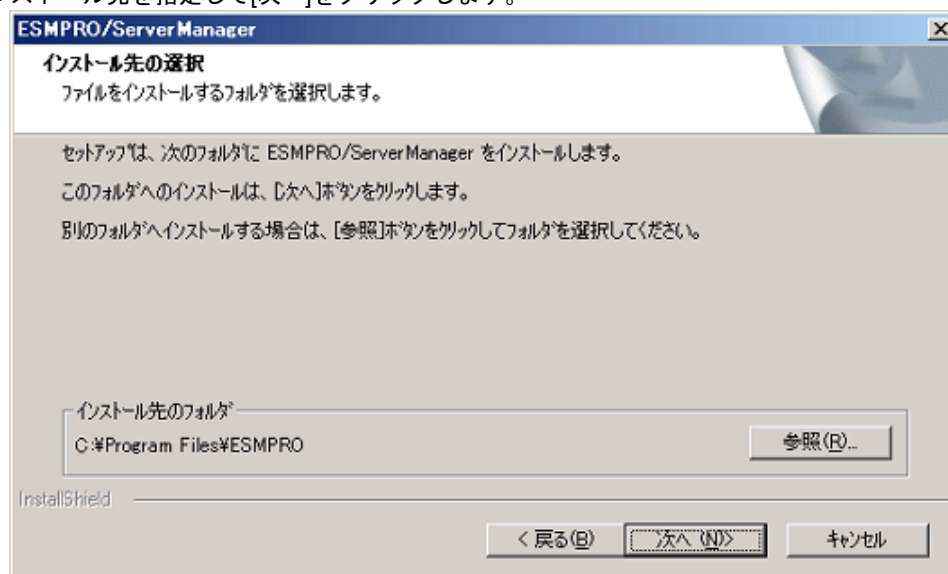 スト ル先を指定して[次 ]をクリックします。
ESMPRO/ServerManager
インストール先の選択
ファイルをインストールするフォルダを選択します。
セットアップは、次のフォルダに ESMPRO/ServerManager をインストールします。
このフォルダへのインストールは、[次へ]ボタンをクリックします。
別のフォルダへインストールする場合は、[参照]ボタンをクリックしてフォルダを選択してください。
インストール先のフォルダ
C:¥Program Files¥ESMPRO
参照(R)...
InstallShield
< 戻る(B)
次へ (N)>
キャンセル